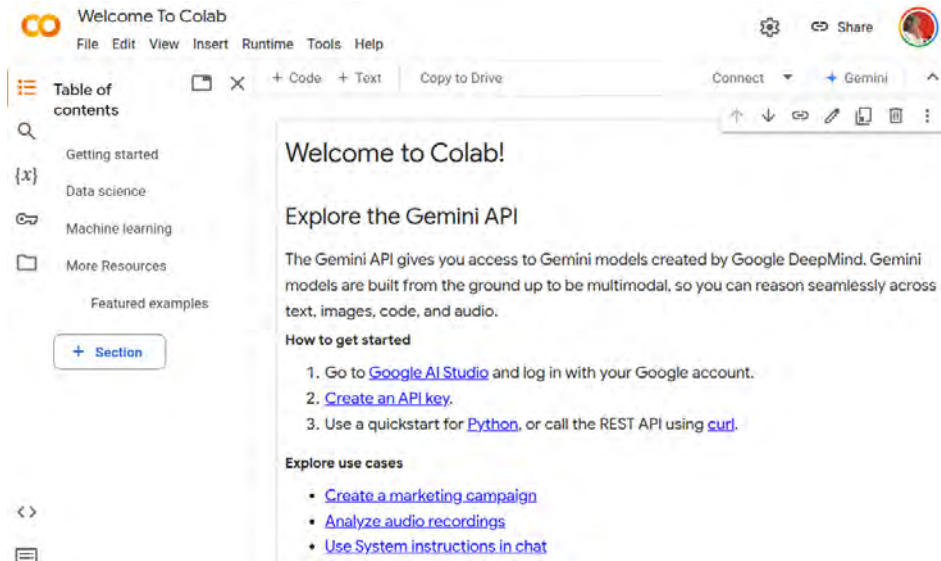 Welcome To Colab
Share
File Edit View Insert Runtime Tools Help
Table of
contents
+ Code + Text Copy to Drive
Connect Gemini
Getting started
{x}
Data science
Machine learning
More Resources
Featured examples
+ Section
Welcome to Colab!
Explore the Gemini API
The Gemini API gives you access to Gemini models created by Google DeepMind. Gemini
models are built from the ground up to be multimodal, so you can reason seamlessly across
text, images, code, and audio.
How to get started
1. Go to Google AI Studio and log in with your Google account.
2. Create an API key.
3. Use a quickstart for Python, or call the REST API using curl.
Explore use cases
• Create a marketing campaign
• Analyze audio recordings
• Use System instructions in chat